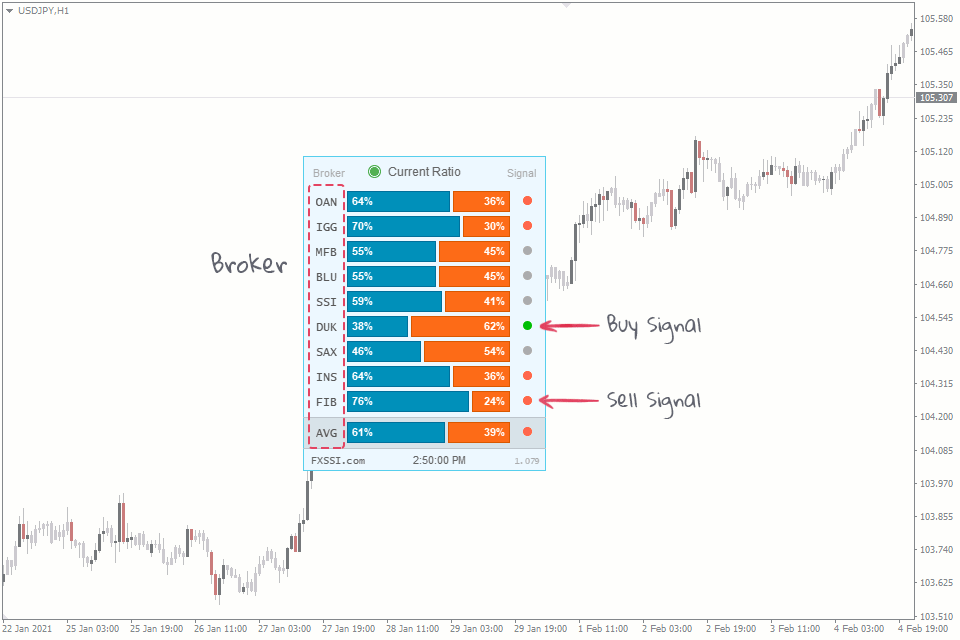 USDJPY,H1
105.580
105.465
105.350
105.307
105.235
105.120
105.005
104.890
104.775
104.660
104.545
104.430
104.315
104.200
104.085
103.970
103.855
103.740
103.625
103.510
Broker Current Ratio Signal
OAN 64% 36%
IGG 70% 30%
MFB 55% 45%
BLU 55% 45%
SSI 59% 41%
DUK 38% 62%
SAX 46% 54%
INS 64% 36%
FIB 76% 24%
AVG 61% 39%
FXSSI.com 2:50:00 PM 1.079
Broker
Buy Signal
Sell Signal
22 Jan 2021 25 Jan 03:00 25 Jan 19:00 26 Jan 11:00 27 Jan 03:00 27 Jan 19:00 28 Jan 11:00 29 Jan 03:00 29 Jan 19:00 1 Feb 11:00 2 Feb 03:00 2 Feb 19:00 3 Feb 11:00 4 Feb 03:00 4 Feb 19:00